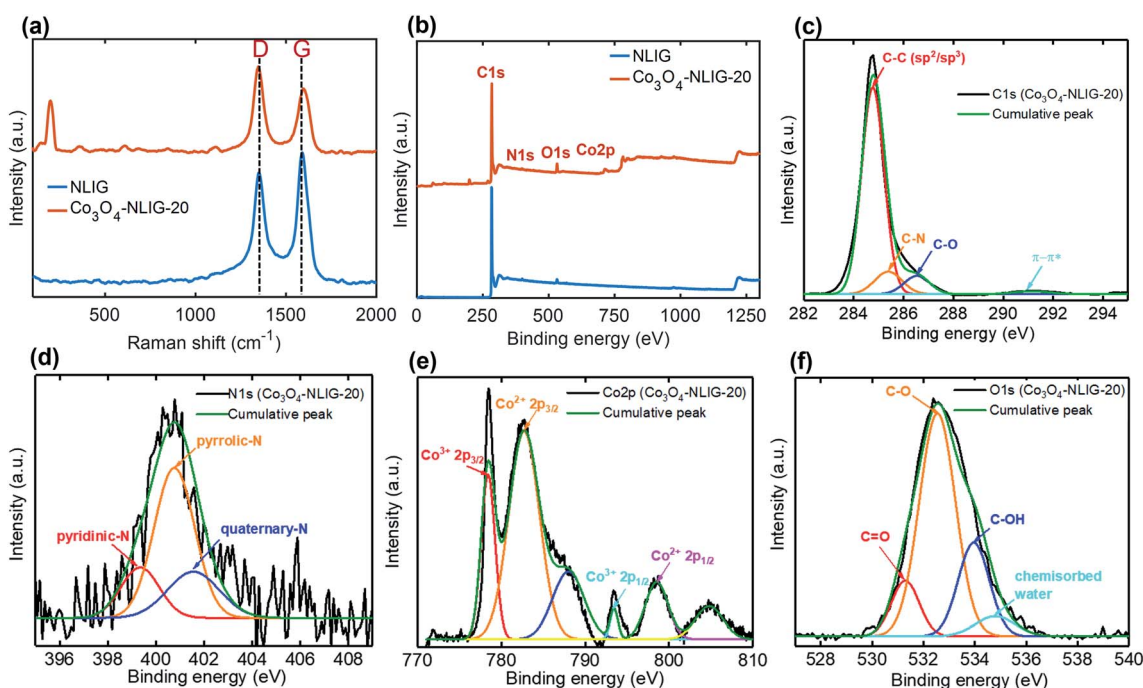 (a)
D G
NLIG
Co₃O₄-NLIG-20
Intensity (a.u.)
500 1000 1500 2000
Raman shift (cm⁻¹)
(b)
NLIG
Co₃O₄-NLIG-20
C1s
N1s O1s Co2p
Intensity (a.u.)
0 250 500 750 1000 1250
Binding energy (eV)
(c)
C-C (sp²/sp³)
C1s (Co₃O₄-NLIG-20)
Cumulative peak
C-N
C-O
π-π*
Intensity (a.u.)
282 284 286 288 290 292 294
Binding energy (eV)
(d)
N1s (Co₃O₄-NLIG-20)
Cumulative peak
pyrrolic-N
pyridinic-N
quaternary-N
Intensity (a.u.)
396 398 400 402 404 406 408
Binding energy (eV)
(e)
Co2p (Co₃O₄-NLIG-20)
Cumulative peak
Co²⁺ 2p₃/₂
Co³⁺ 2p₃/₂
Co³⁺ 2p₁/₂
Co²⁺ 2p₁/₂
Intensity (a.u.)
770 780 790 800 810
Binding energy (eV)
(f)
C-O
O1s (Co₃O₄-NLIG-20)
Cumulative peak
C=O
C-OH
chemisorbed
water
Intensity (a.u.)
528 530 532 534 536 538 540
Binding energy (eV)